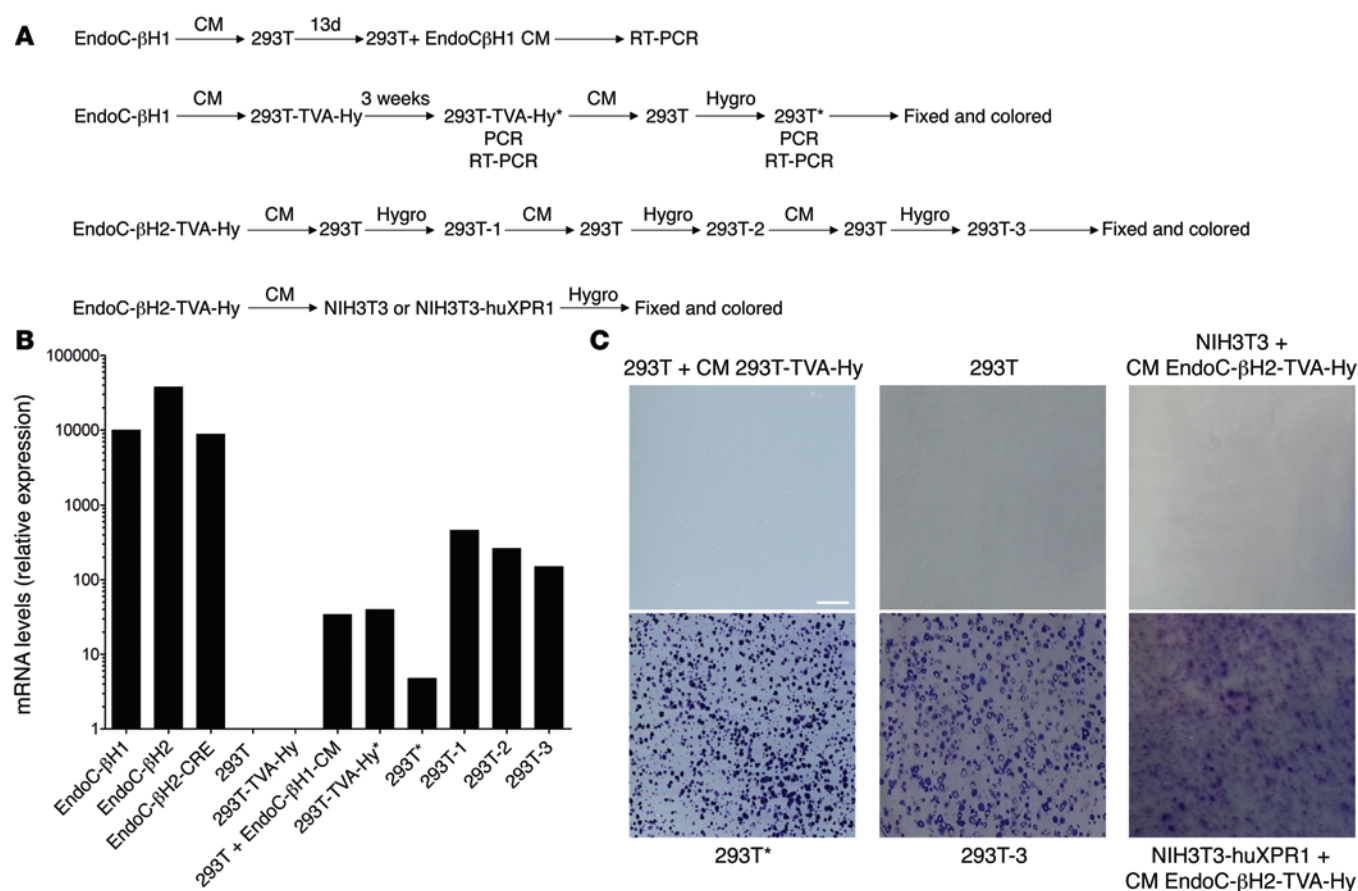 A
EndoC-βH1 CM 293T 13d 293T+ EndoCβH1 CM RT-PCR
EndoC-βH1 CM 293T-TVA-Hy 3 weeks 293T-TVA-Hy* CM 293T Hygro 293T* Fixed and colored
PCR PCR
RT-PCR RT-PCR
EndoC-βH2-TVA-Hy CM 293T Hygro 293T-1 CM 293T Hygro 293T-2 CM 293T Hygro 293T-3 Fixed and colored
EndoC-βH2-TVA-Hy CM NIH3T3 or NIH3T3-huXPR1 Hygro Fixed and colored
B
mRNA levels (relative expression)
100000
10000
1000
100
10
1
EndoC-βH1
EndoC-βH2
EndoC-βH2-CRE
293T
293T-TVA-Hy
293T + EndoC-βH1-CM
293T-TVA-Hy*
293T*
293T-1
293T-2
293T-3
C
293T + CM 293T-TVA-Hy
293T
NIH3T3 +
CM EndoC-βH2-TVA-Hy
293T*
293T-3
NIH3T3-huXPR1 +
CM EndoC-βH2-TVA-Hy